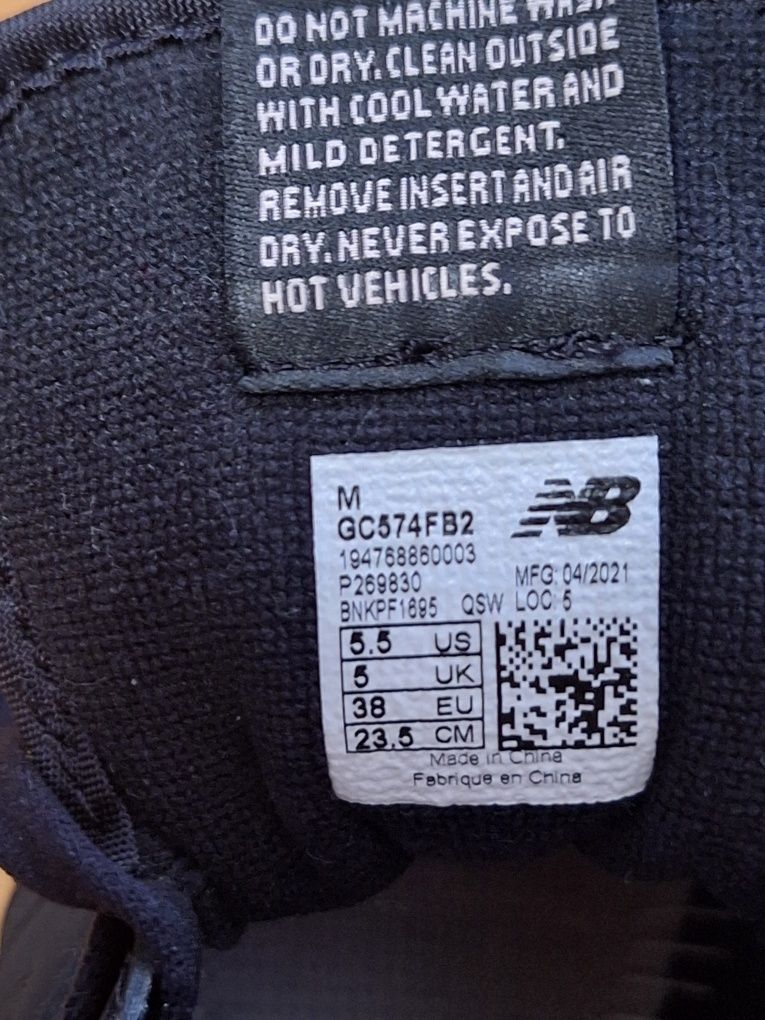 DO NOT MACHINE WASH
OR DRY. CLEAN OUTSIDE
WITH COOL WATER AND
MILD DETERGENT.
REMOVE INSERT AND AIR
DRY. NEVER EXPOSE TO
HOT VEHICLES.
M
GC574FB2
NB
194768860003
P269830 MFG: 04/2021
BNKPF1695 QSW LOC: 5
5.5 US
5 UK
38 EU
23.5 CM
Made in China
Fabrique en China